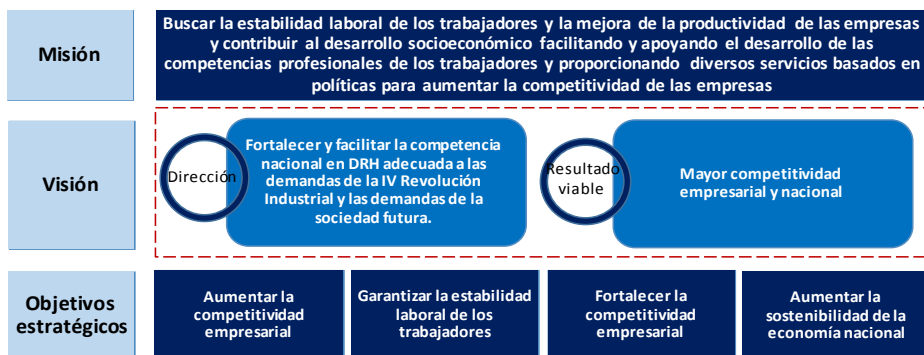 Misión
Buscar la estabilidad laboral de los trabajadores y la mejora de la productividad de las empresas
y contribuir al desarrollo socioeconómico facilitando y apoyando el desarrollo de las
competencias profesionales de los trabajadores y proporcionando diversos servicios basados en
políticas para aumentar la competitividad de las empresas
Visión
Dirección
Fortalecer y facilitar la competencia
nacional en DRH adecuada a las
demandas de la IV Revolución
Industrial y las demandas de la
sociedad futura.
Resultado
viable
Mayor competitividad
empresarial y nacional
Objetivos
estratégicos
Aumentar la
competitividad
empresarial
Garantizar la estabilidad
laboral de los
trabajadores
Fortalecer la
competitividad
empresarial
Aumentar la
sostenibilidad de la
economía nacional